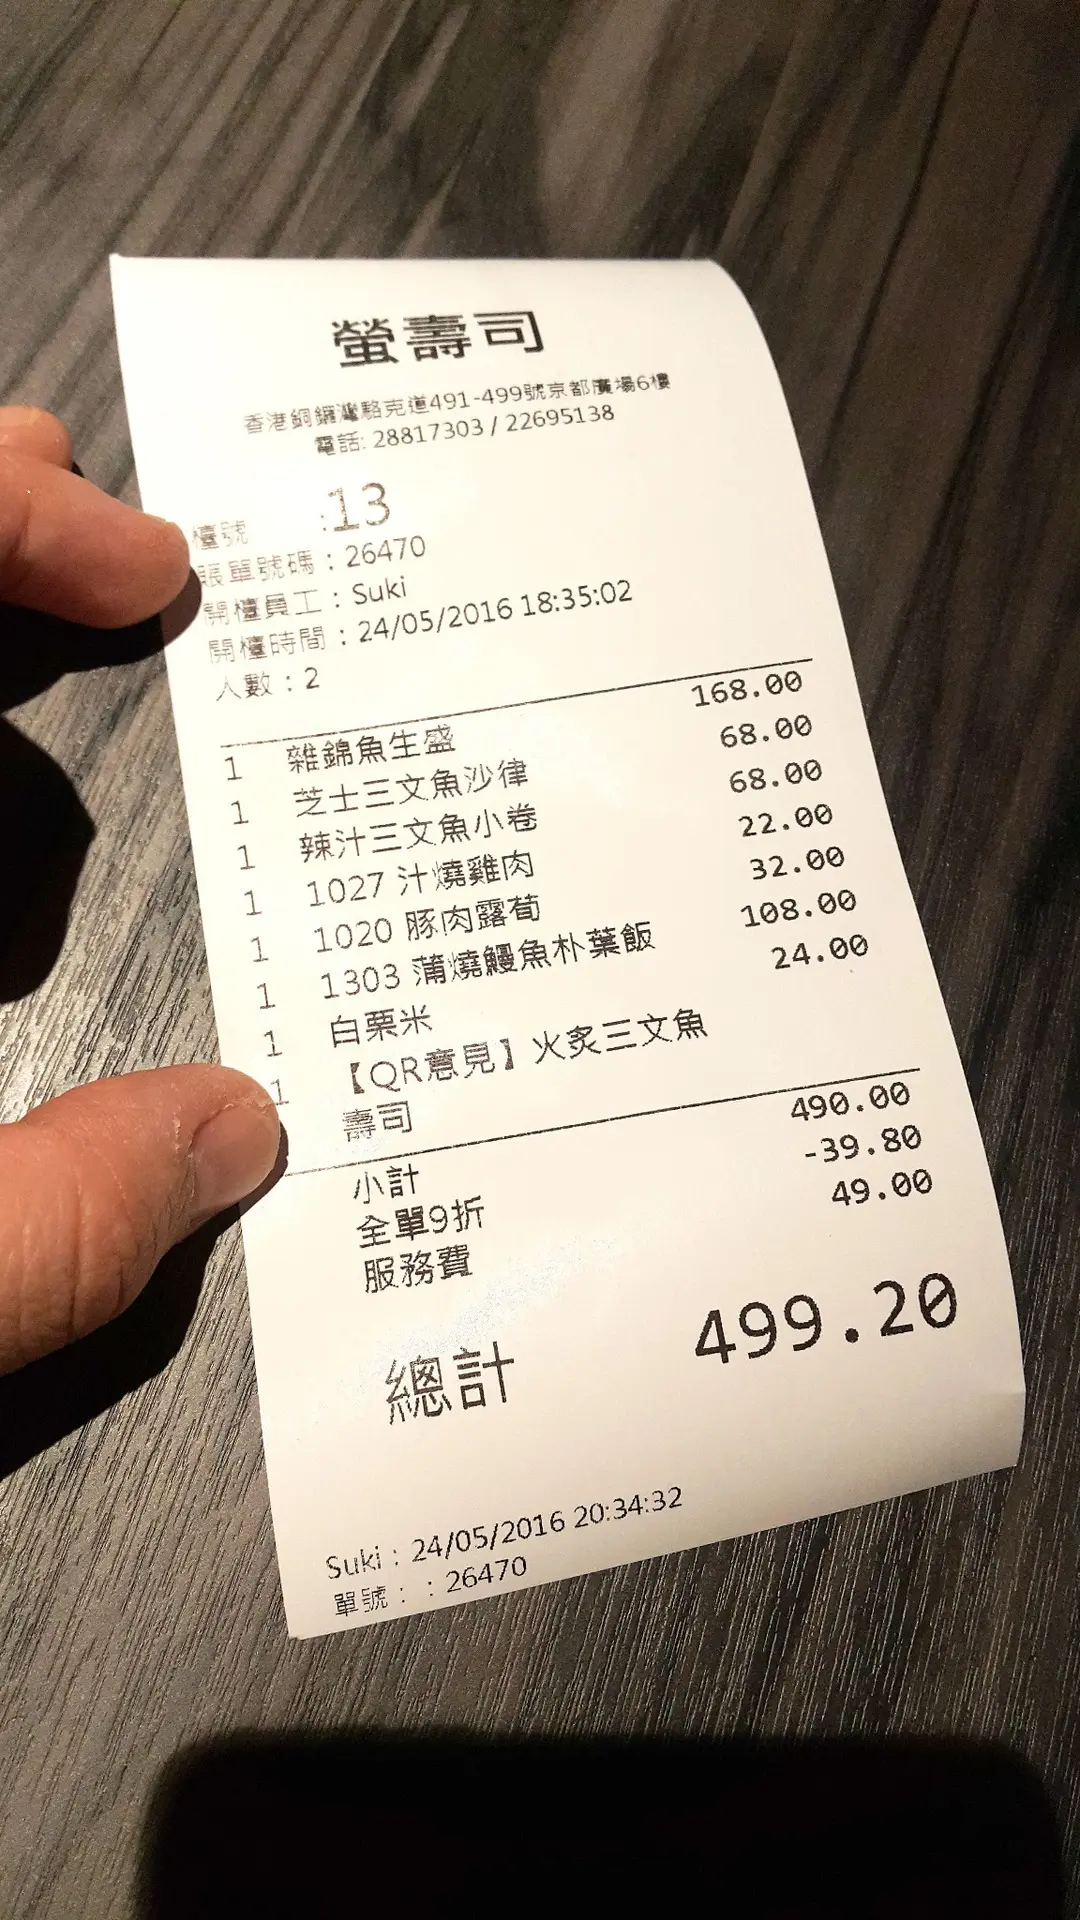 螢壽司
香港銅鑼灣駱克道491-499號京都廣場6樓
電話: 28817303 / 22695138
檯號 :13
賬單號碼 : 26470
開檯員工 : Suki
開檯時間 : 24/05/2016 18:35:02
人數 : 2
1 雜錦魚生盛 168.00
1 芝士三文魚沙律 68.00
1 辣汁三文魚小卷 68.00
1 1027 汁燒雞肉 22.00
1 1020 豚肉露荀 32.00
1 1303 蒲燒鰻魚朴葉飯 108.00
1 白栗米 24.00
1 【QR意見】火炙三文魚
壽司
小計 490.00
全單9折 -39.80
服務費 49.00
總計 499.20
Suki : 24/05/2016 20:34:32
單號 : : 26470